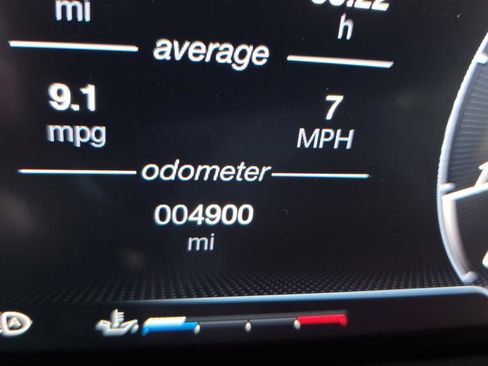 mi
h
average
9.1 7
mpg MPH
odometer
004900
mi
A